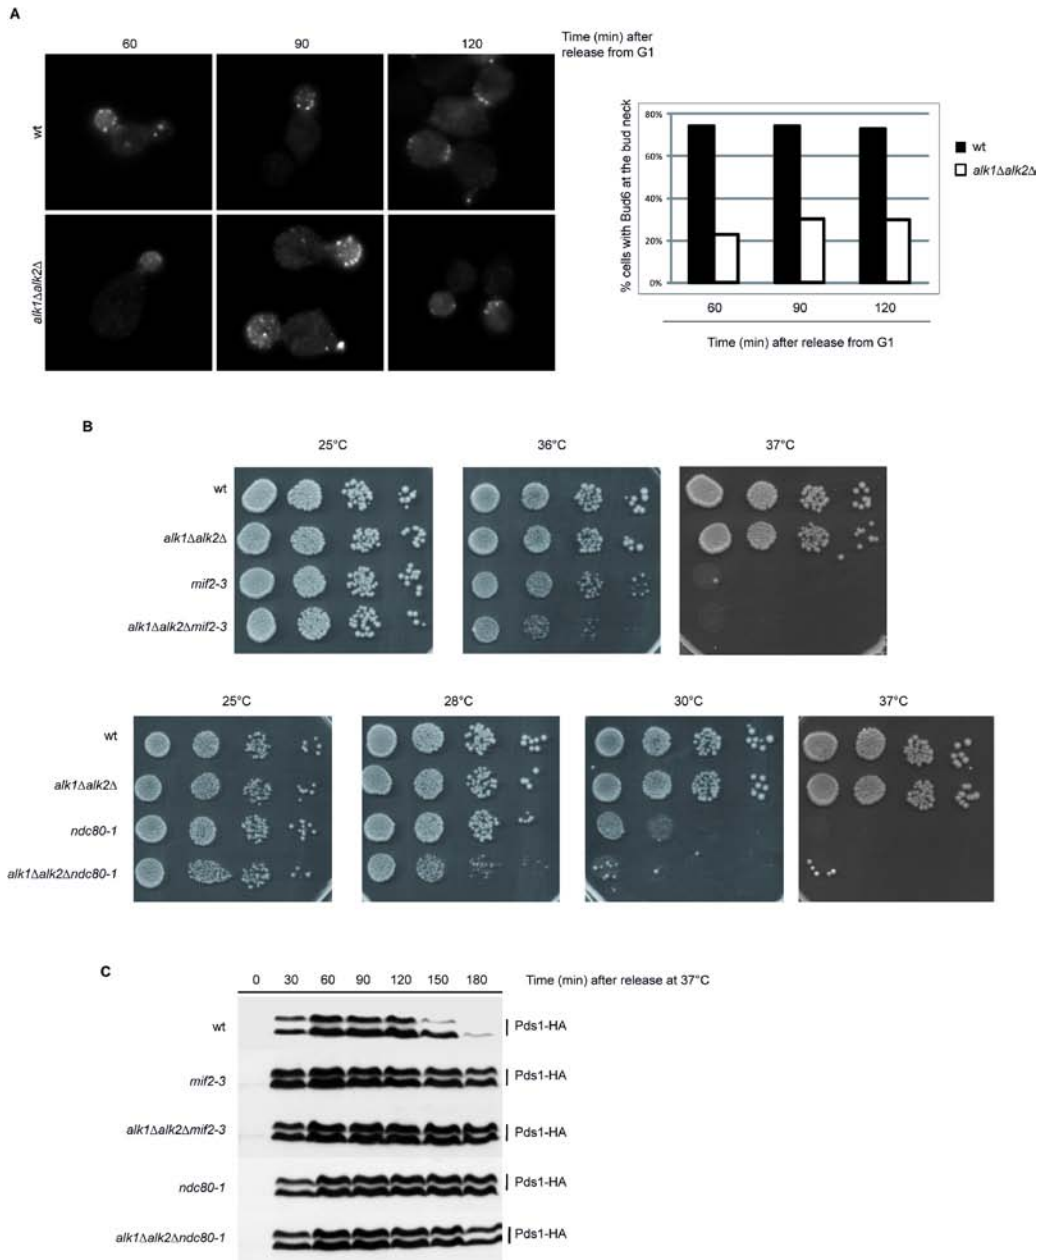 A
60 90 120 Time (min) after
release from G1
wt
alk1Δalk2Δ
% cells with Bud6 at the bud neck
80%
60%
40%
20%
0%
60 90 120
Time (min) after release from G1
wt
alk1Δalk2Δ
B
25°C 36°C 37°C
wt
alk1Δalk2Δ
mif2-3
alk1Δalk2Δmif2-3
25°C 28°C 30°C 37°C
wt
alk1Δalk2Δ
ndc80-1
alk1Δalk2Δndc80-1
C
0 30 60 90 120 150 180 Time (min) after release at 37°C
wt Pds1-HA
mif2-3 Pds1-HA
alk1Δalk2Δmif2-3 Pds1-HA
ndc80-1 Pds1-HA
alk1Δalk2Δndc80-1 Pds1-HA